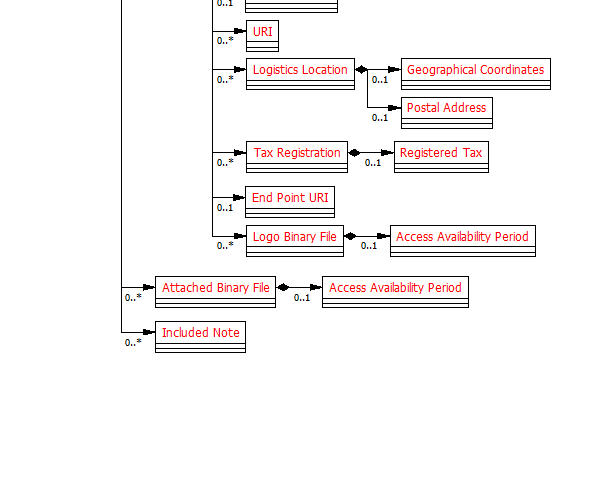 0..1
URI
0..*
Logistics Location
Geographical Coordinates
0..*
0..1
Postal Address
0..1
Tax Registration
Registered Tax
0..*
0..1
End Point URI
0..1
Logo Binary File
Access Availability Period
0..*
0..1
Attached Binary File
Access Availability Period
0..*
0..1
Included Note
0..*